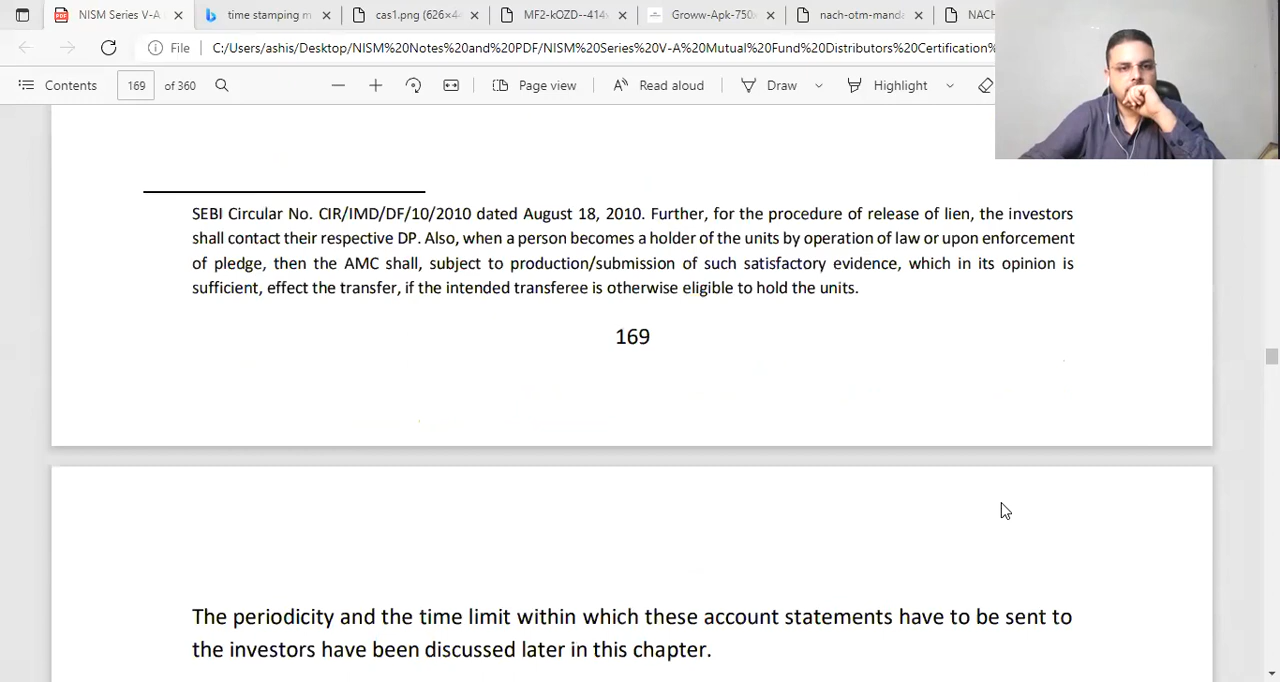 NISM Series V-A
time stamping m
cas1.png (626×4
MF2-kOZD--414
Groww-Apk-750
nach-otm-mand
NACH
File
C:/Users/ashis/Desktop/NISM%20Notes%20and%20PDF/NISM%20Series%20V-A%20Mutual%20Fund%20Distributors%20Certification%
Contents
169 of 360
Page view
Read aloud
Draw
Highlight
SEBI Circular No. CIR/IMD/DF/10/2010 dated August 18, 2010. Further, for the procedure of release of lien, the investors
shall contact their respective DP. Also, when a person becomes a holder of the units by operation of law or upon enforcement
of pledge, then the AMC shall, subject to production/submission of such satisfactory evidence, which in its opinion is
sufficient, effect the transfer, if the intended transferee is otherwise eligible to hold the units.
169
The periodicity and the time limit within which these account statements have to be sent to
the investors have been discussed later in this chapter.